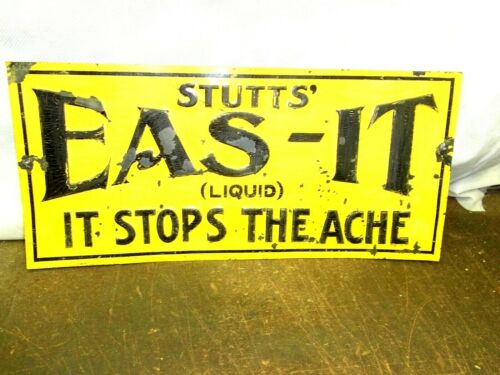 STUTTS'
EAS-IT
(LIQUID)
IT STOPS THE ACHE